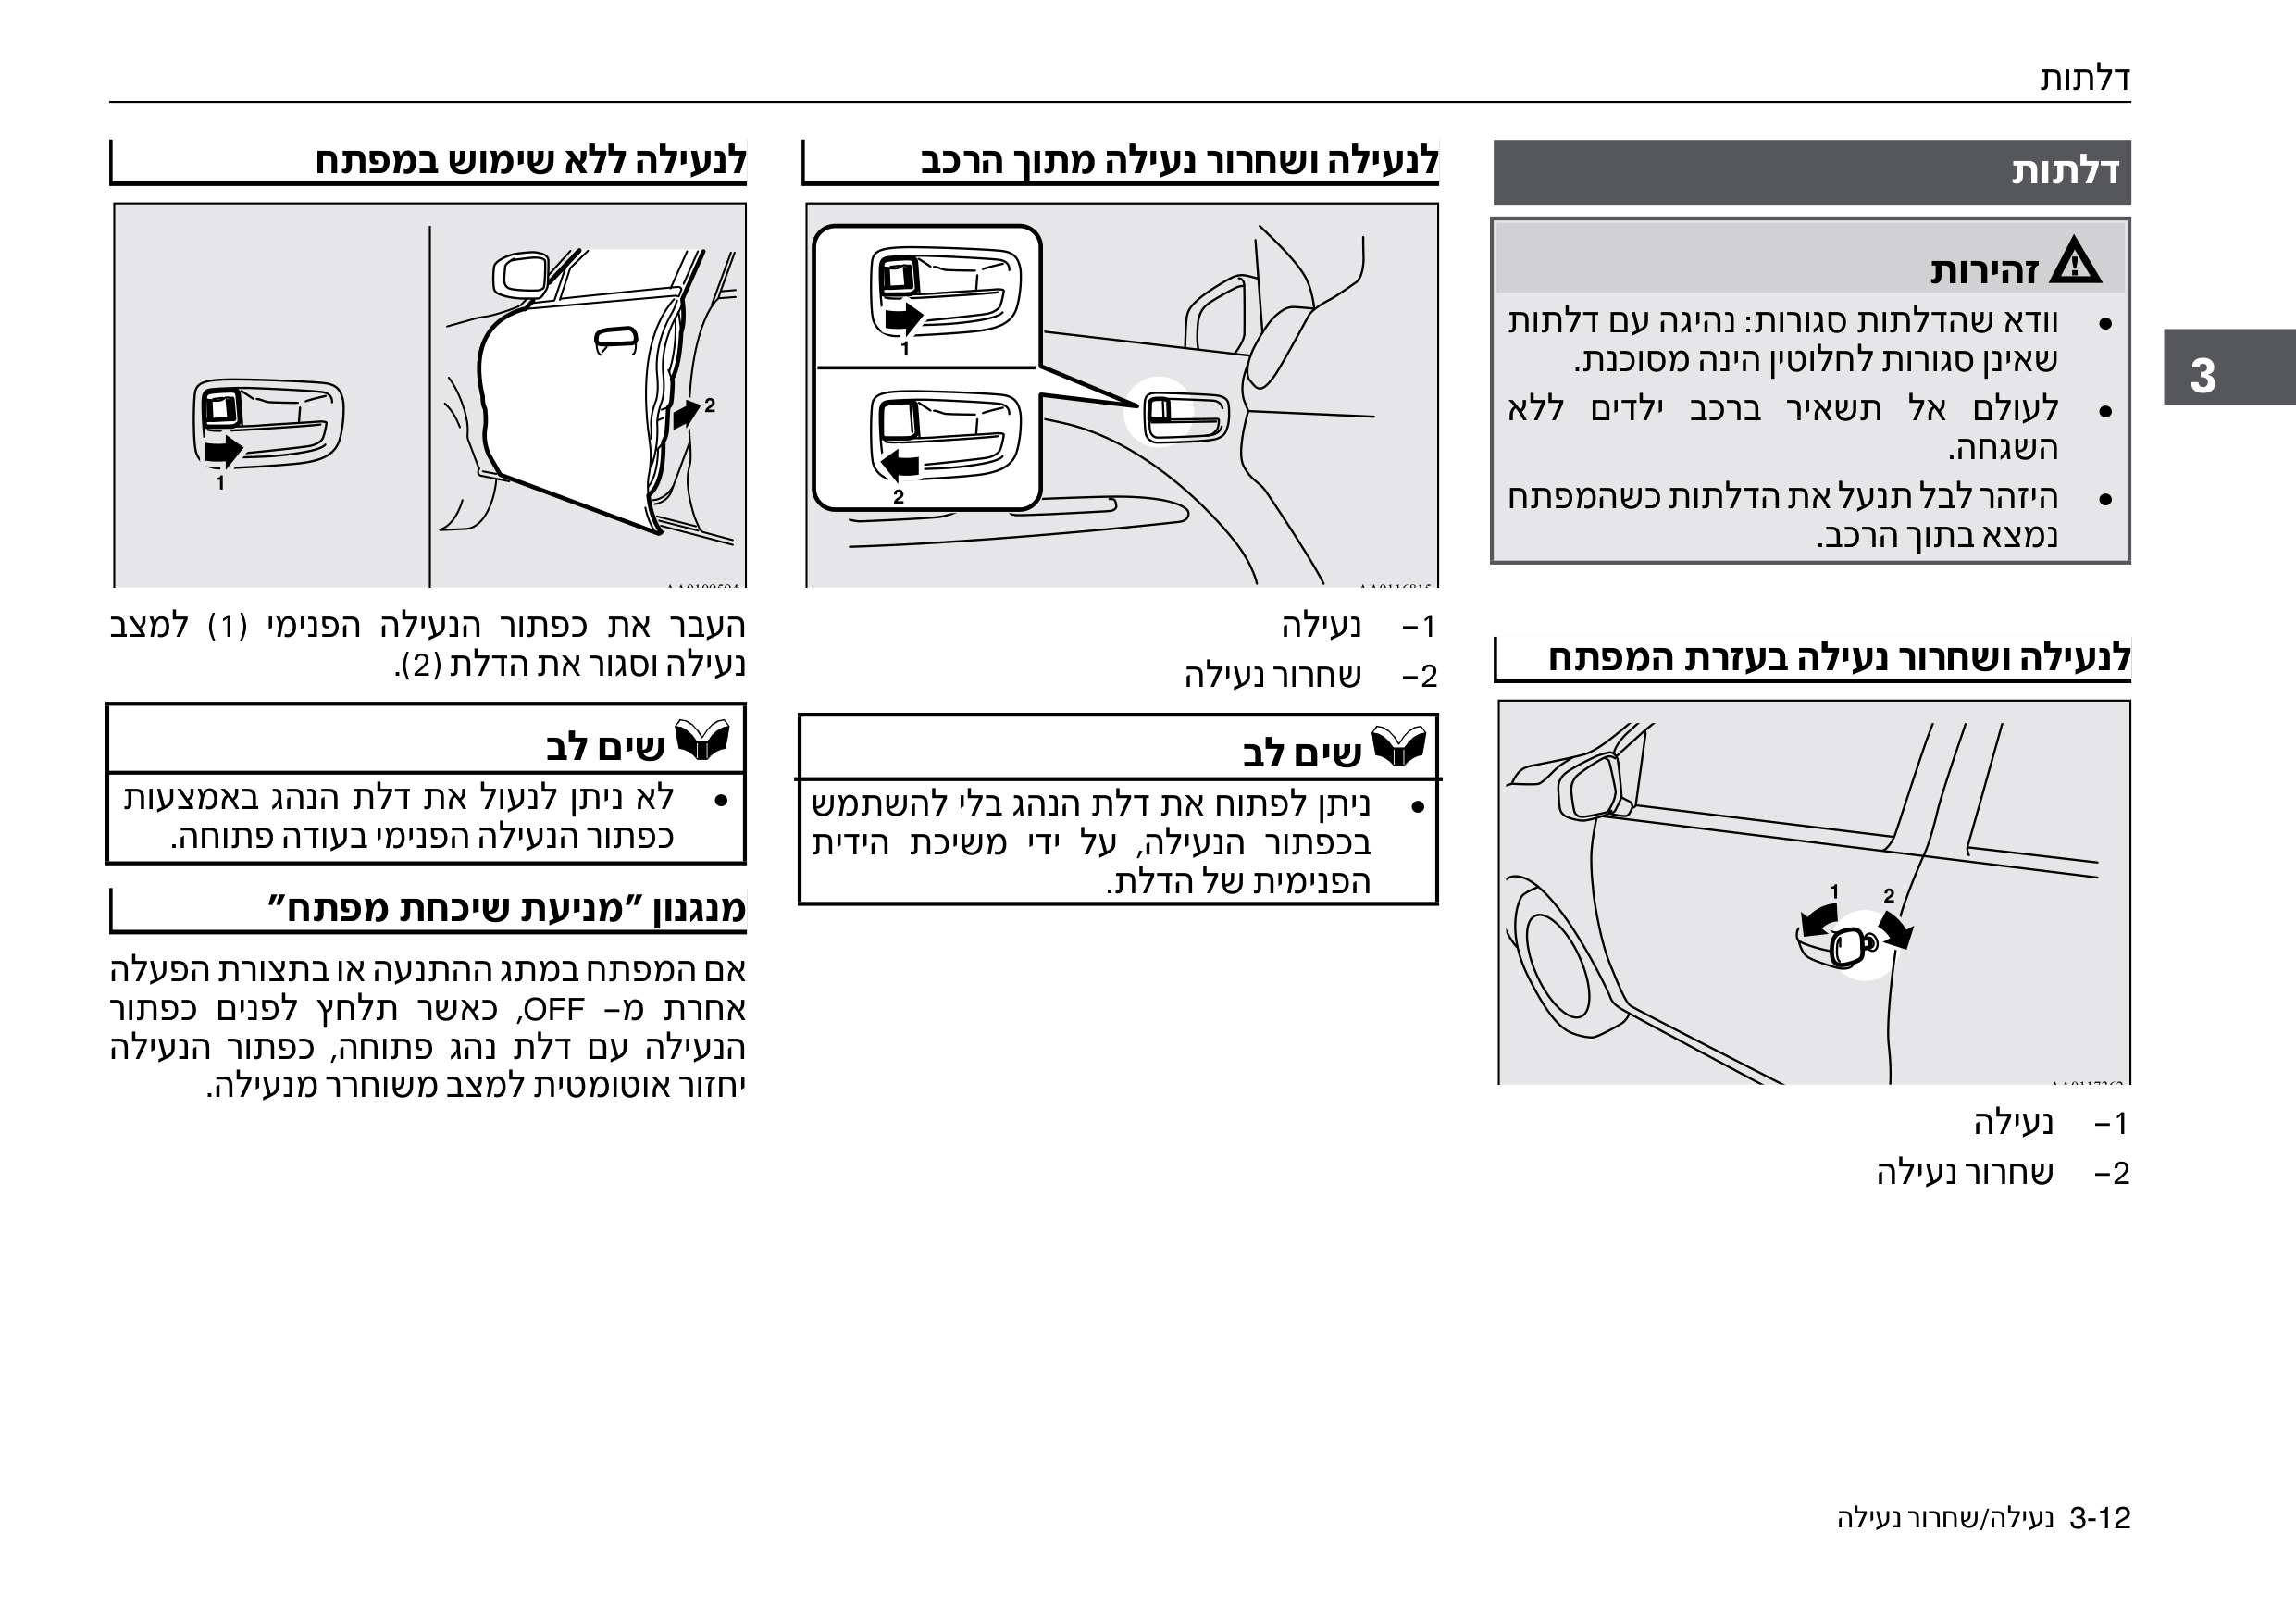 דלתות
דלתות
זהירות
• וודא שהדלתות סגורות: נהיגה עם דלתות
שאינן סגורות לחלוטין הינה מסוכנת.
• לעולם אל תשאיר ברכב ילדים ללא
השגחה.
• היזהר לבל תנעל את הדלתות כשהמפתח
נמצא בתוך הרכב.
3
לנעילה ושחרור נעילה בעזרת המפתח
1 2
1– נעילה
2– שחרור נעילה
לנעילה ושחרור נעילה מתוך הרכב
1
2
1– נעילה
2– שחרור נעילה
שים לב
• ניתן לפתוח את דלת הנהג בלי להשתמש
בכפתור הנעילה, על ידי משיכת הידית
הפנימית של הדלת.
לנעילה ללא שימוש במפתח
2
1
העבר את כפתור הנעילה הפנימי (1) למצב
נעילה וסגור את הדלת (2).
שים לב
• לא ניתן לנעול את דלת הנהג באמצעות
כפתור הנעילה הפנימי בעודה פתוחה.
מנגנון ״מניעת שיכחת מפתח״
אם המפתח במתג ההתנעה או בתצורת הפעלה
אחרת מ– OFF, כאשר תלחץ לפנים כפתור
הנעילה עם דלת נהג פתוחה, כפתור הנעילה
יחזור אוטומטית למצב משוחרר מנעילה.
3-12 נעילה/שחרור נעילה